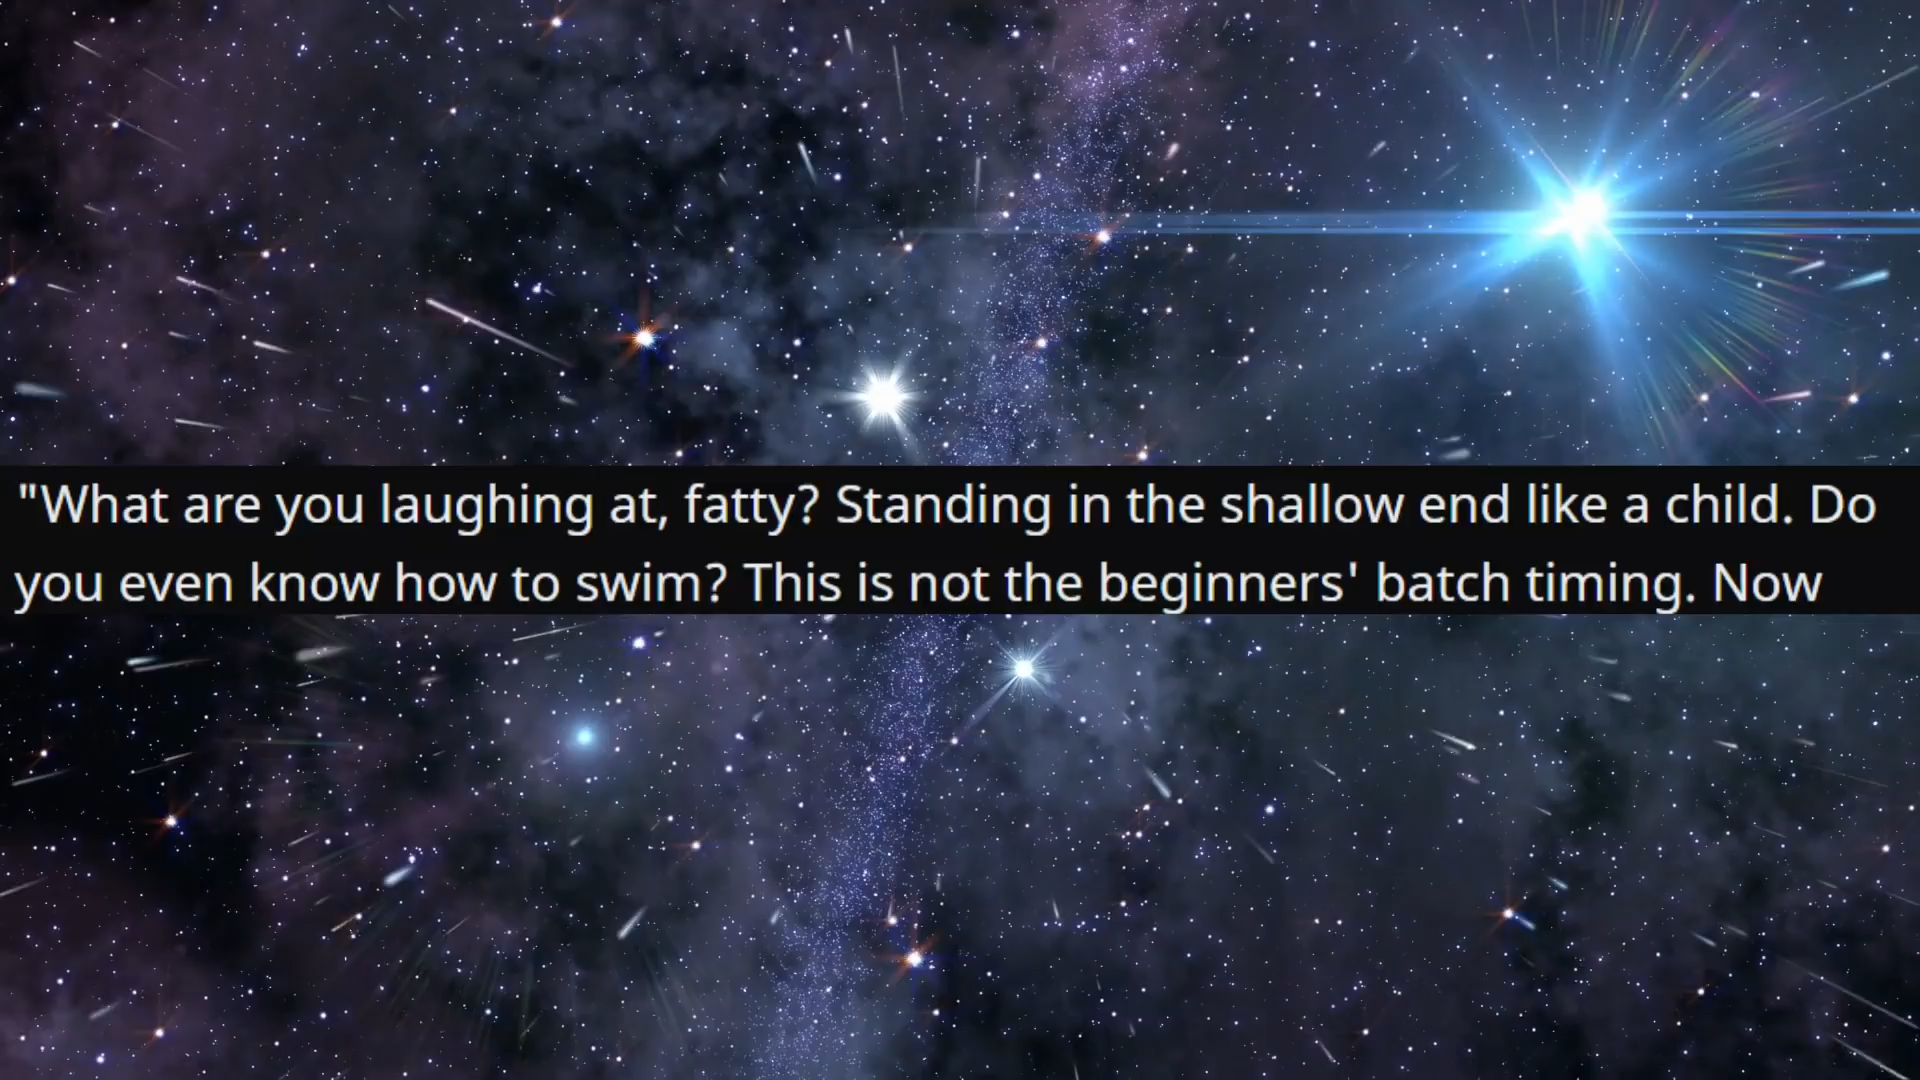 "What are you laughing at, fatty? Standing in the shallow end like a child. Do
you even know how to swim? This is not the beginners' batch timing. Now